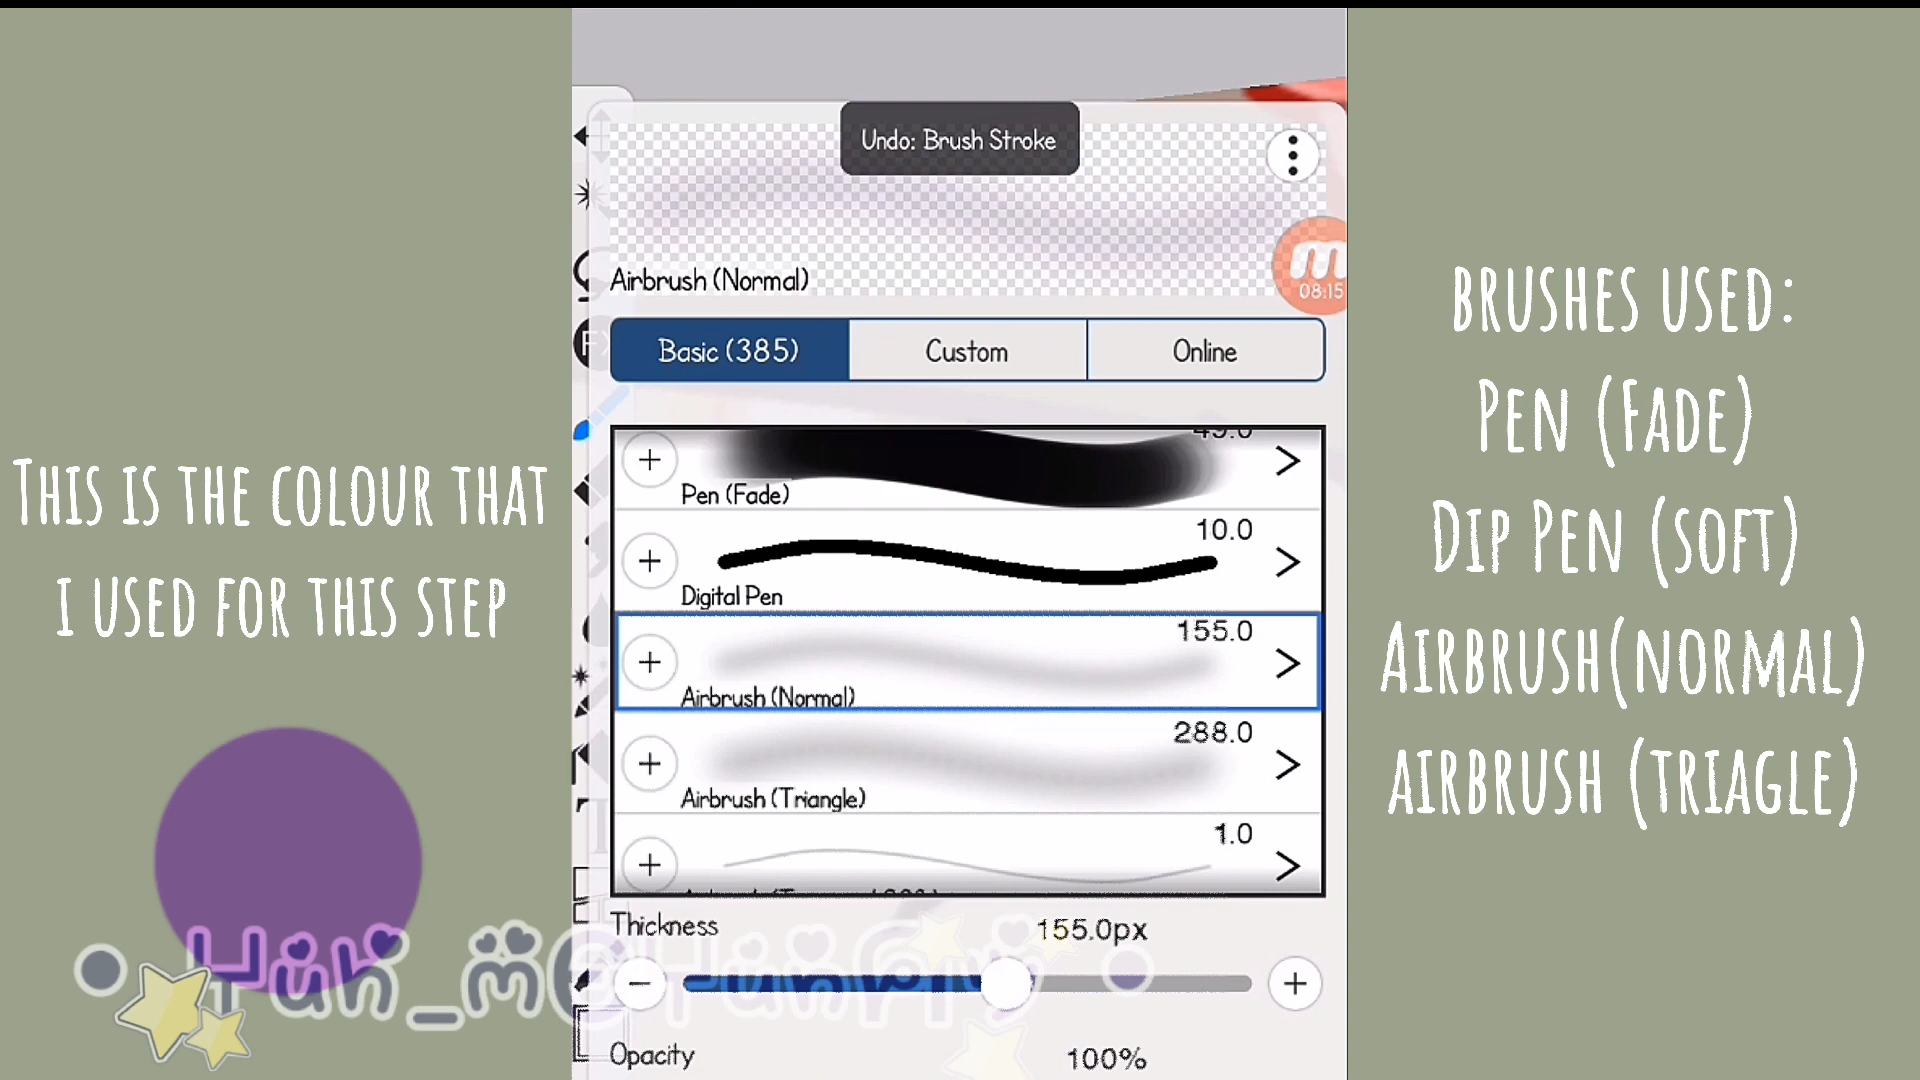 Undo: Brush Stroke
Airbrush (Normal)
08:15
Basic (385)
Custom
Online
49.0
Pen (Fade)
10.0
Digital Pen
155.0
Airbrush (Normal)
288.0
Airbrush (Triangle)
1.0
Thickness
155.0px
Opacity
100%
This is the colour that
i used for this step
brushes used:
Pen (Fade)
Dip Pen (soft)
Airbrush(normal)
airbrush (triagle)